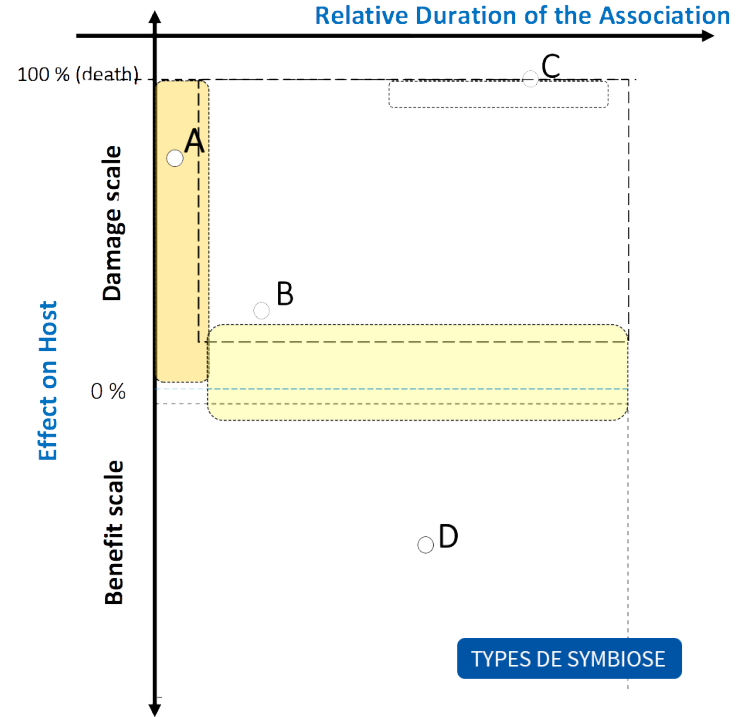 Relative Duration of the Association
C
100 % (death)
A
Damage scale
B
Effect on Host
0 %
Benefit scale
D
TYPES DE SYMBIOSE